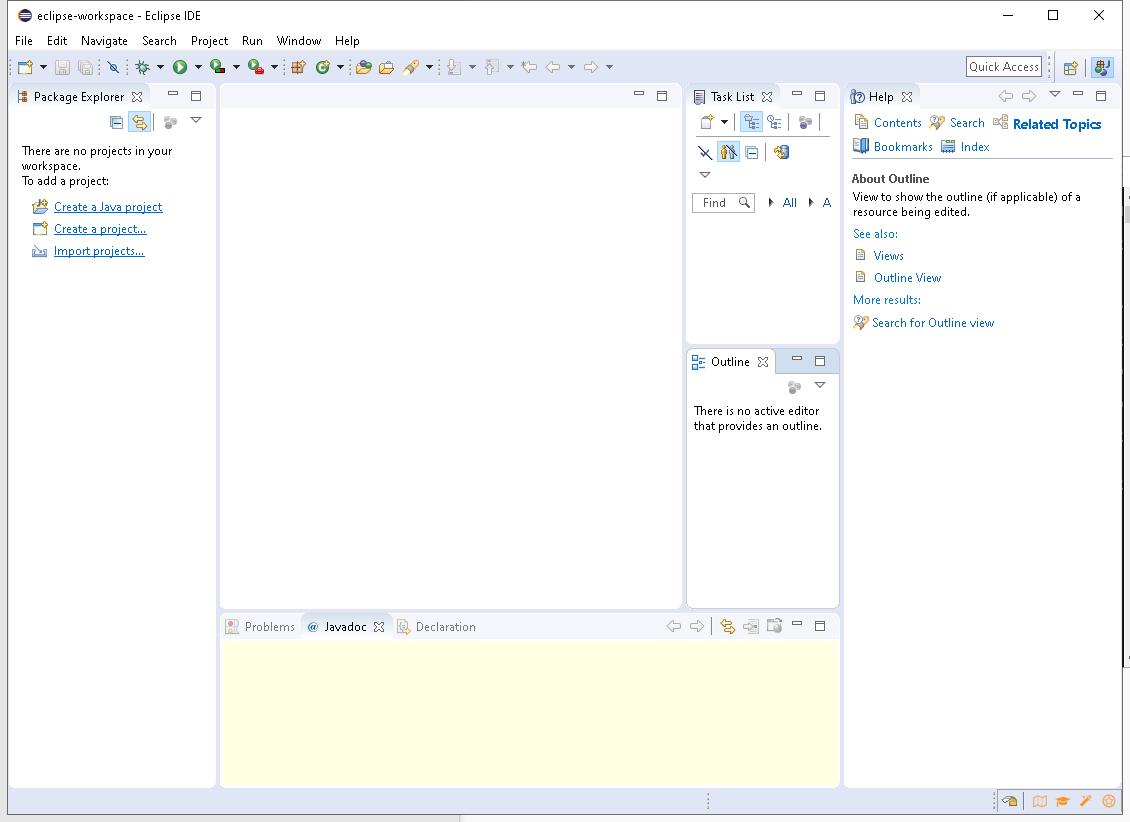 eclipse-workspace - Eclipse IDE
File Edit Navigate Search Project Run Window Help
Quick Access
Package Explorer
There are no projects in your
workspace.
To add a project:
Create a Java project
Create a project...
Import projects...
Task List
Find
All
A
Outline
There is no active editor
that provides an outline.
Help
Contents Search Related Topics
Bookmarks Index
About Outline
View to show the outline (if applicable) of a
resource being edited.
See also:
Views
Outline View
More results:
Search for Outline view
Problems @ Javadoc Declaration